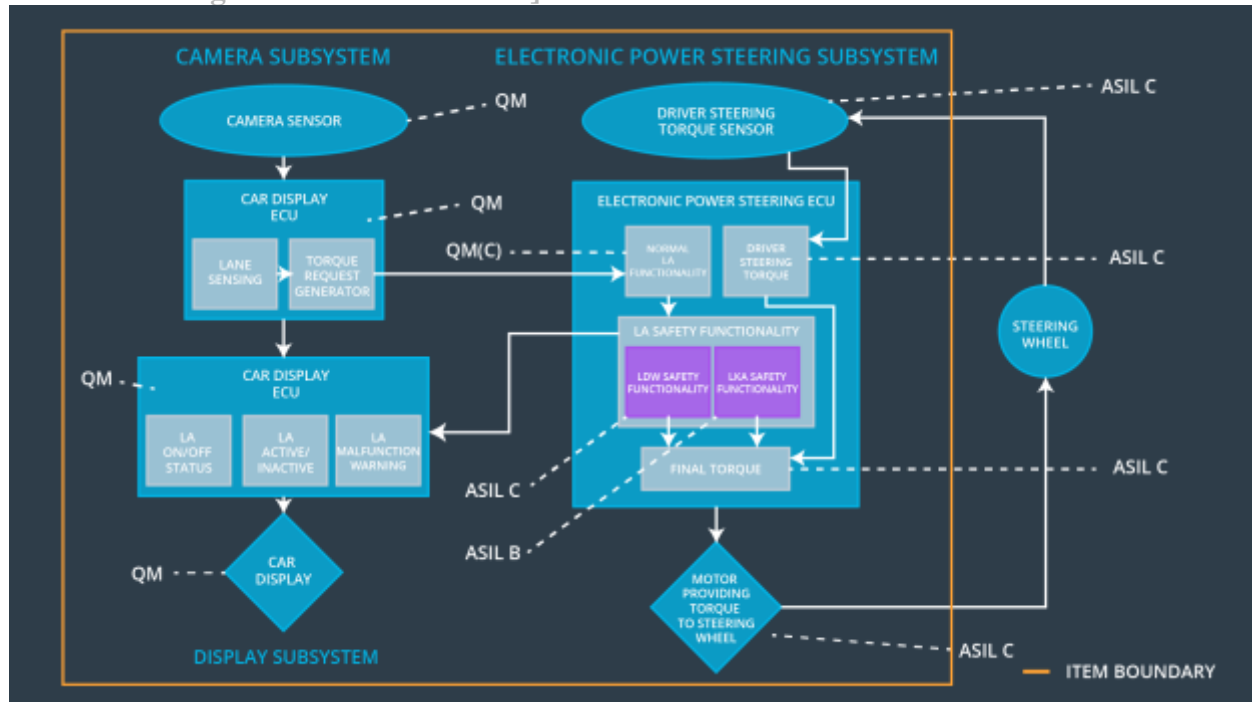 CAMERA SUBSYSTEM
ELECTRONIC POWER STEERING SUBSYSTEM
CAMERA SENSOR
QM
DRIVER STEERING
TORQUE SENSOR
ASIL C
CAR DISPLAY
ECU
QM
LANE
SENSING
TORQUE
REQUEST
GENERATOR
ELECTRONIC POWER STEERING ECU
QM(C)
NORMAL
LA
FUNCTIONALITY
DRIVER
STEERING
TORQUE
ASIL C
LA SAFETY FUNCTIONALITY
LDW SAFETY
FUNCTIONALITY
LKA SAFETY
FUNCTIONALITY
STEERING
WHEEL
QM
CAR DISPLAY
ECU
LA
ON/OFF
STATUS
LA
ACTIVE/
INACTIVE
LA
MALFUNCTION
WARNING
FINAL TORQUE
ASIL C
ASIL C
ASIL B
QM
CAR
DISPLAY
MOTOR
PROVIDING
TORQUE
TO STEERING
WHEEL
ASIL C
DISPLAY SUBSYSTEM
ITEM BOUNDARY